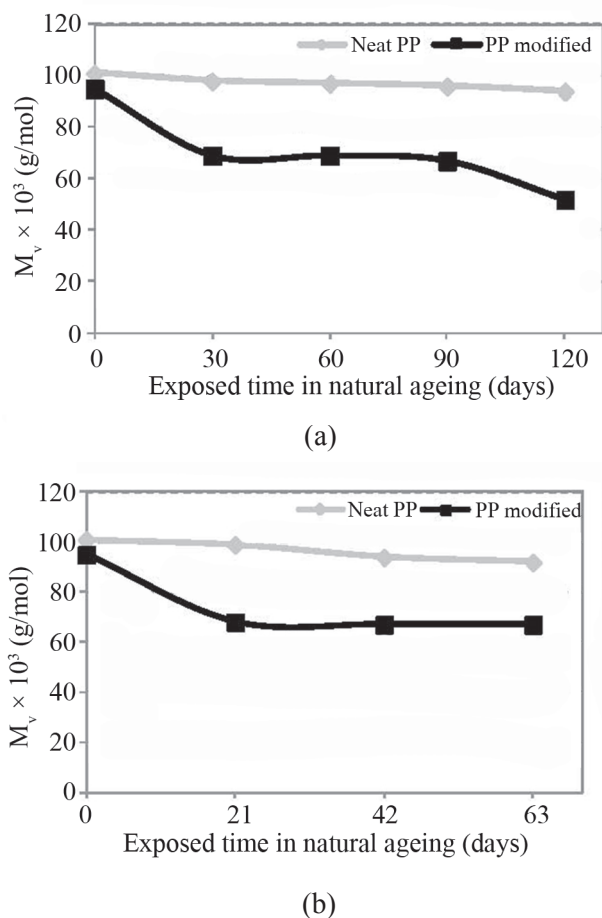 120
100
80
60
40
20
0
M_v × 10³ (g/mol)
Neat PP PP modified
0 30 60 90 120
Exposed time in natural ageing (days)
(a)
120
100
80
60
40
20
0
M_v × 10³ (g/mol)
Neat PP PP modified
0 21 42 63
Exposed time in natural ageing (days)
(b)